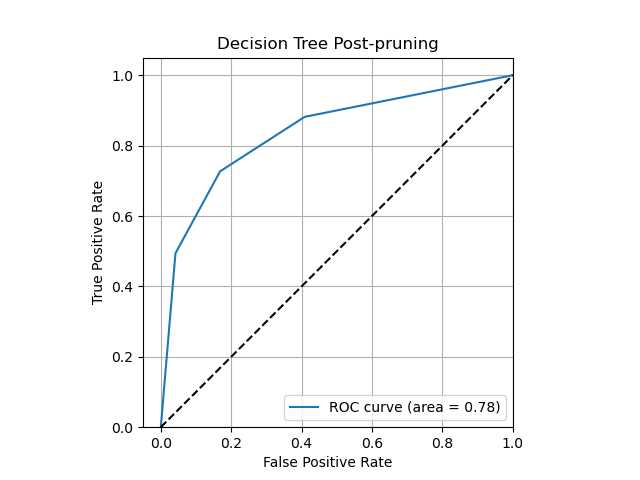 Decision Tree Post-pruning
True Positive Rate
1.0
0.8
0.6
0.4
0.2
0.0
ROC curve (area = 0.78)
0.0 0.2 0.4 0.6 0.8 1.0
False Positive Rate